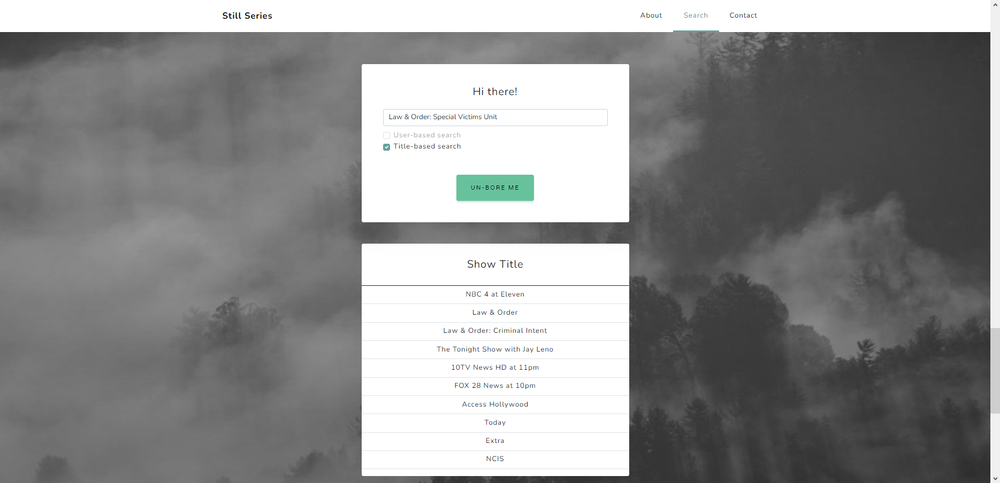 Still Series
About
Search
Contact
Hi there!
Law & Order: Special Victims Unit
User-based search
Title-based search
UN-BORE ME
Show Title
NBC 4 at Eleven
Law & Order
Law & Order: Criminal Intent
The Tonight Show with Jay Leno
10TV News HD at 11pm
FOX 28 News at 10pm
Access Hollywood
Today
Extra
NCIS